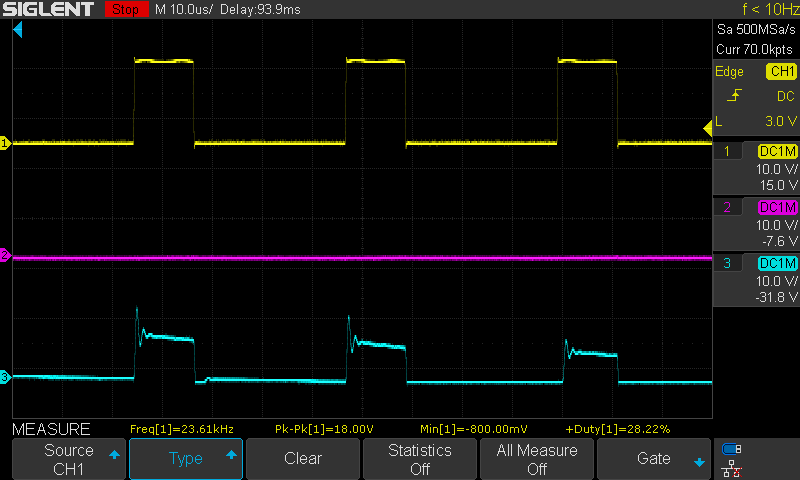 SIGLENT Stop M 10.0us/ Delay:93.9ms f < 10Hz
Sa 500MSa/s
Curr 70.0kpts
Edge CH1
DC
L 3.0 V
1 DC1M
10.0 V/
15.0 V
2 DC1M
10.0 V/
-7.6 V
3 DC1M
10.0 V/
-31.8 V
1
2
3
MEASURE Freq[1]=23.61kHz Pk-Pk[1]=18.00V Min[1]=-800.00mV +Duty[1]=28.22%
Source
CH1
Type
Clear
Statistics
Off
All Measure
Off
Gate